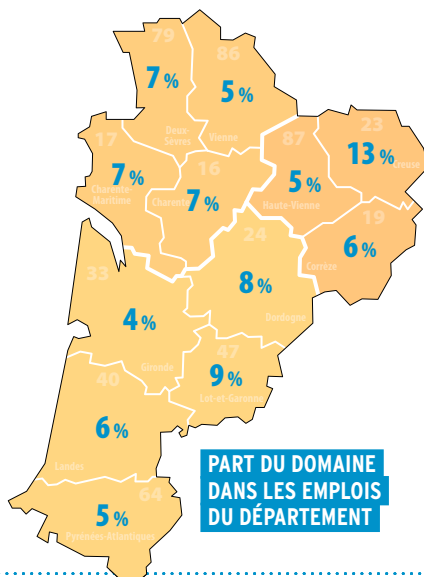 79
7 %
Deux-
Sèvres
86
5 %
Vienne
17
7 %
Charente-
Maritime
16
7 %
Charente
87
5 %
Haute-Vienne
23
13 %
Creuse
19
6 %
Corrèze
24
8 %
Dordogne
33
4 %
Gironde
47
9 %
Lot-et-Garonne
40
6 %
Landes
64
5 %
Pyrénées-Atlantiques
PART DU DOMAINE
DANS LES EMPLOIS
DU DÉPARTEMENT